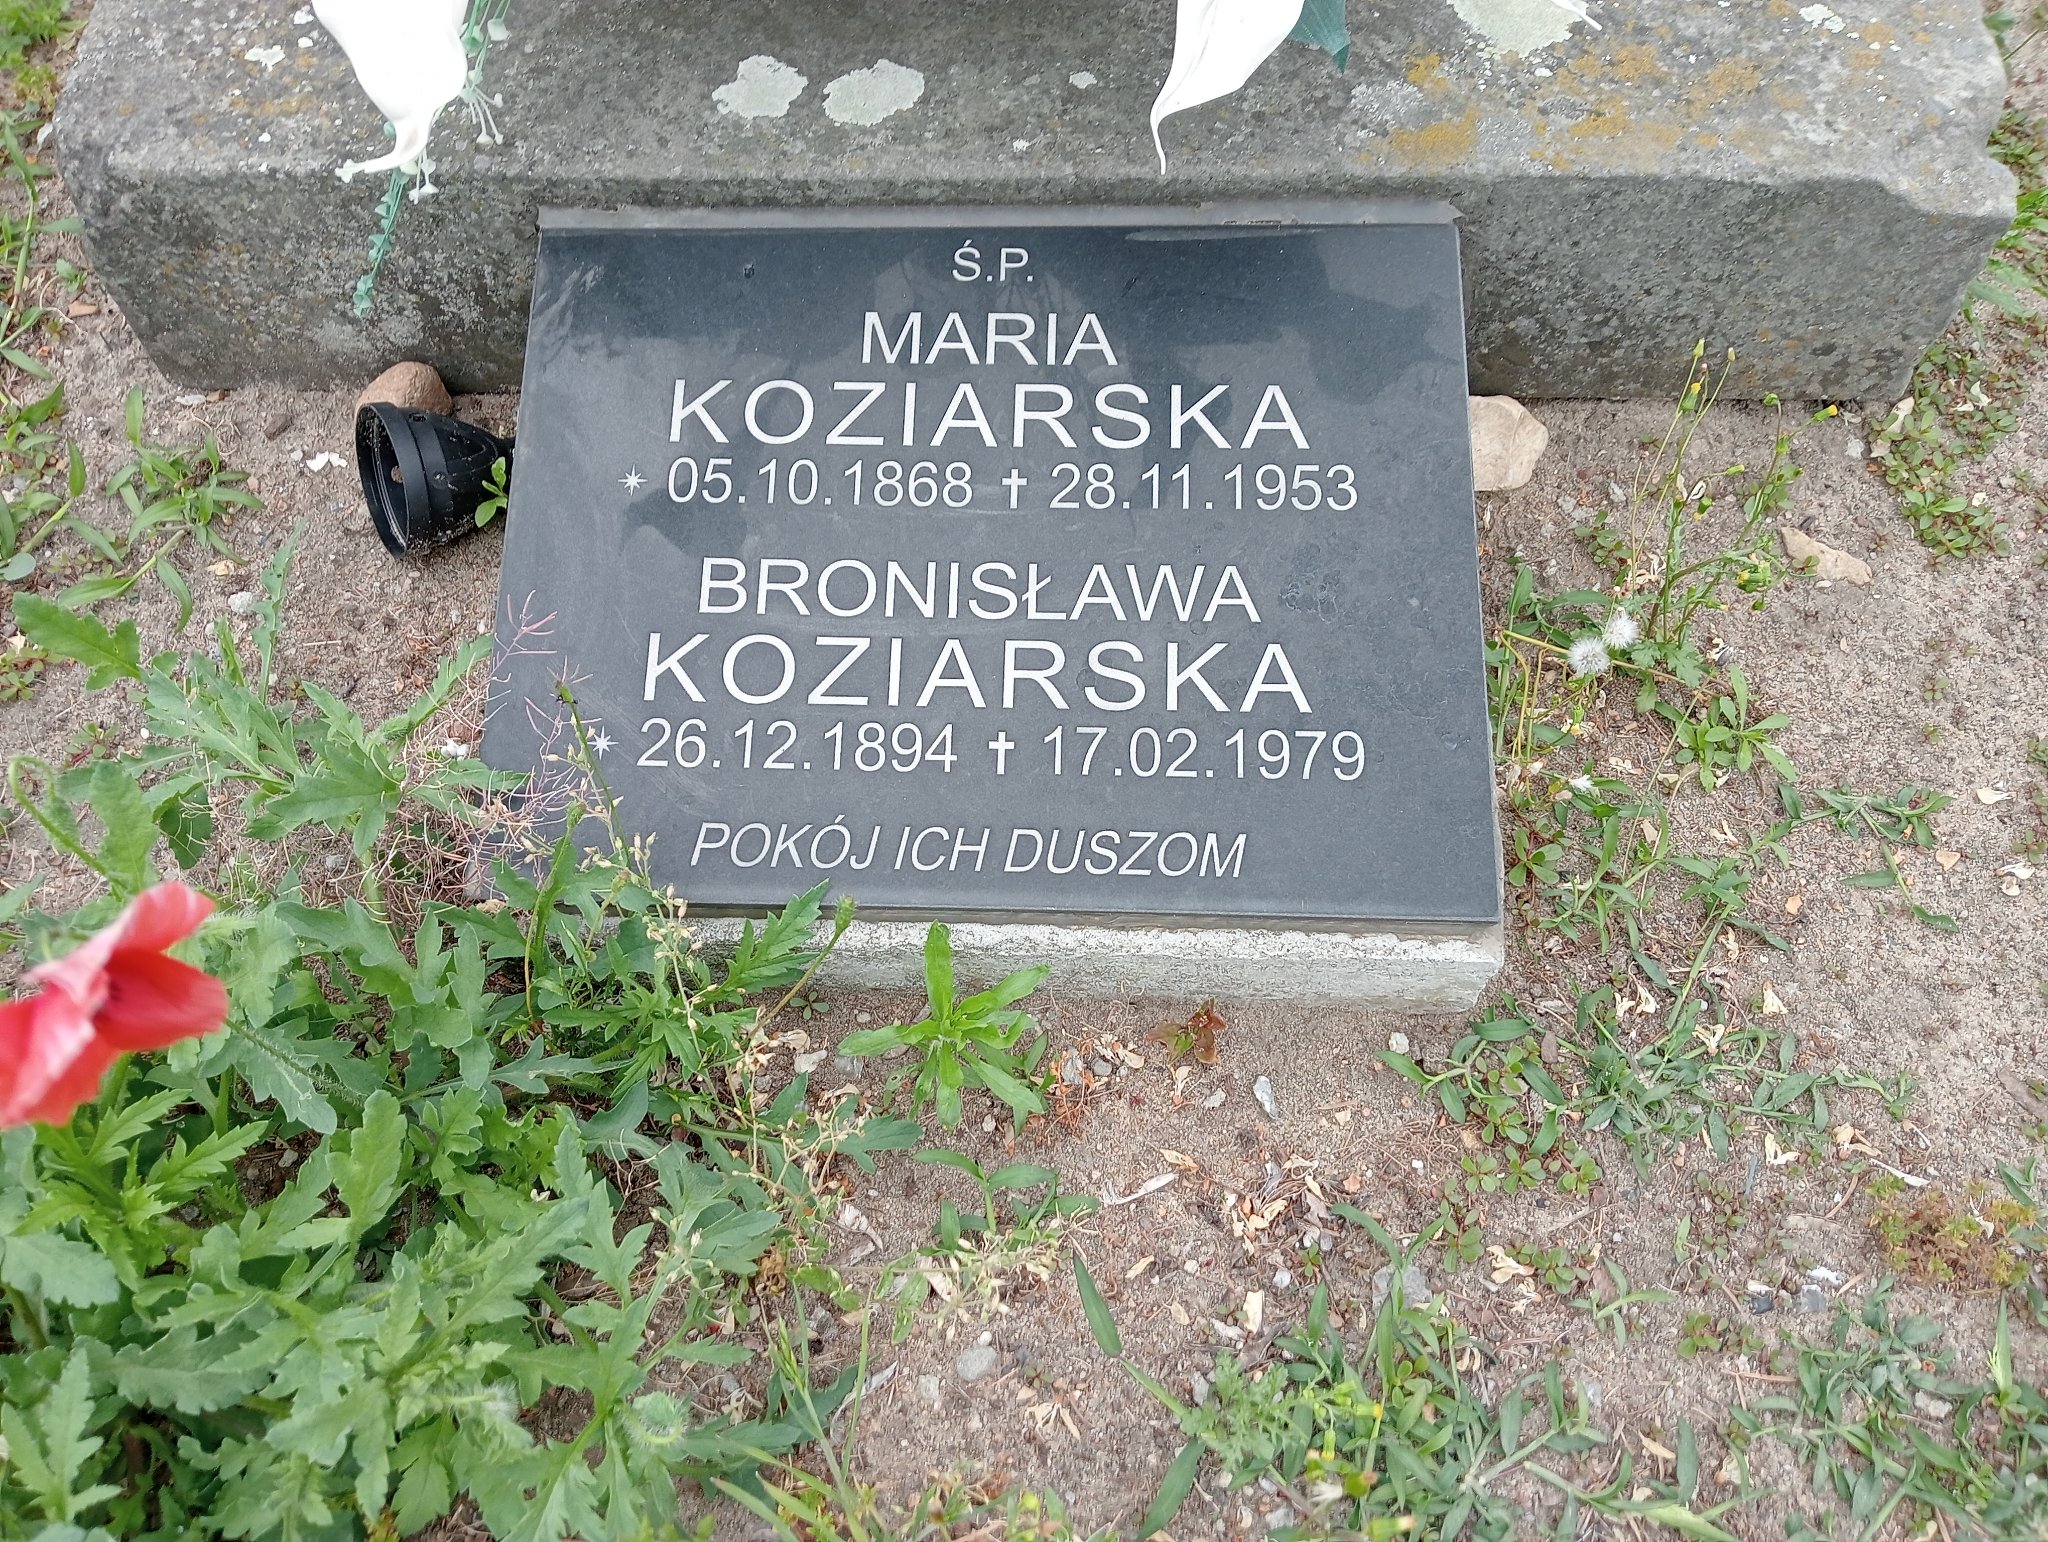 Ś.P.
MARIA
KOZIARSKA
✴ 05.10.1868 ✝ 28.11.1953
BRONISŁAWA
KOZIARSKA
✴ 26.12.1894 ✝ 17.02.1979
POKÓJ ICH DUSZOM